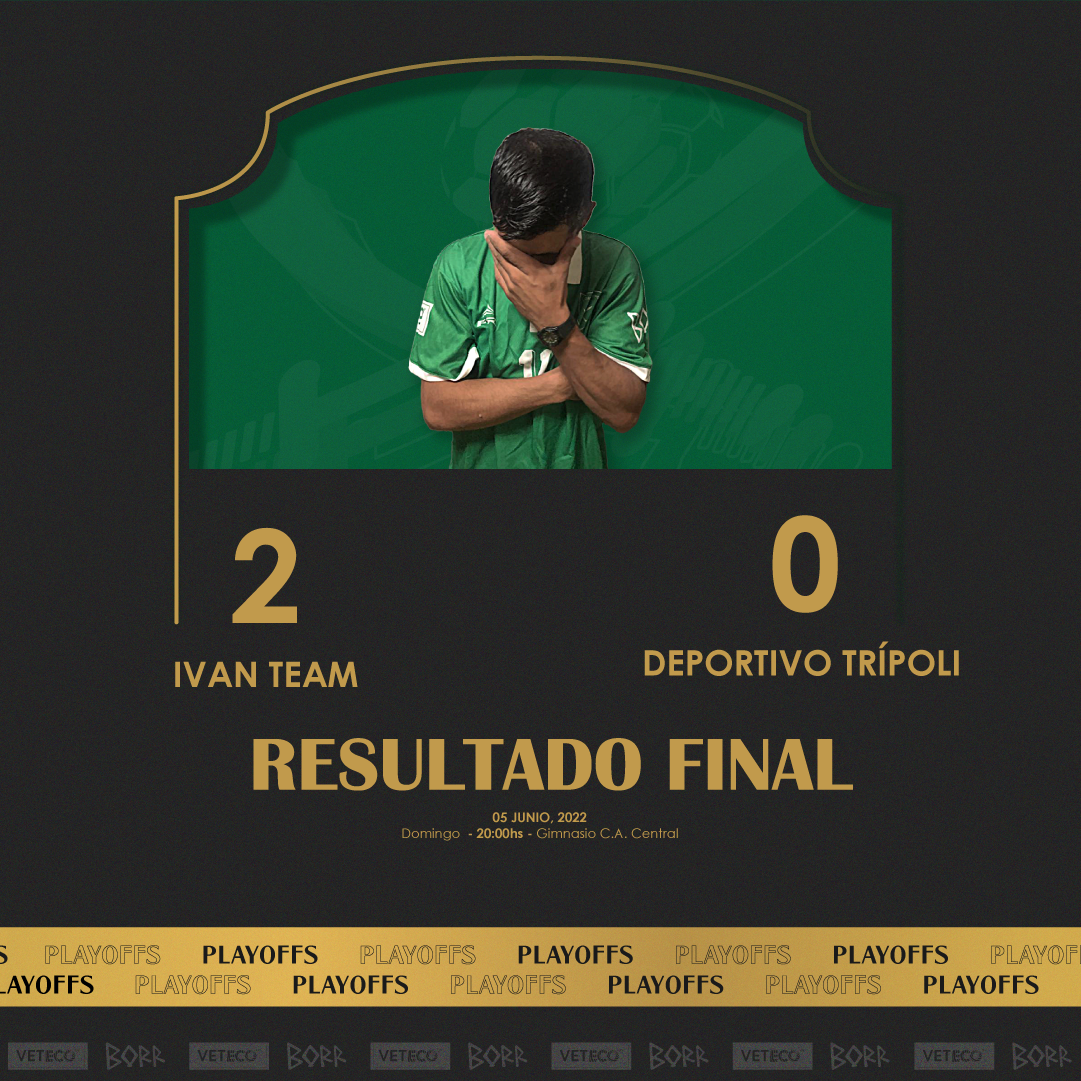 11
2
0
IVAN TEAM
DEPORTIVO TRÍPOLI
RESULTADO FINAL
05 JUNIO, 2022
Domingo - 20:00hs - Gimnasio C.A. Central
S PLAYOFFS PLAYOFFS PLAYOFFS PLAYOFFS PLAYOFFS PLAYOFFS PLAYOF
LAYOFFS PLAYOFFS PLAYOFFS PLAYOFFS PLAYOFFS PLAYOFFS PLAYOFFS
VETECO BORR VETECO BORR VETECO BORR VETECO BORR VETECO BORR VETECO BORR